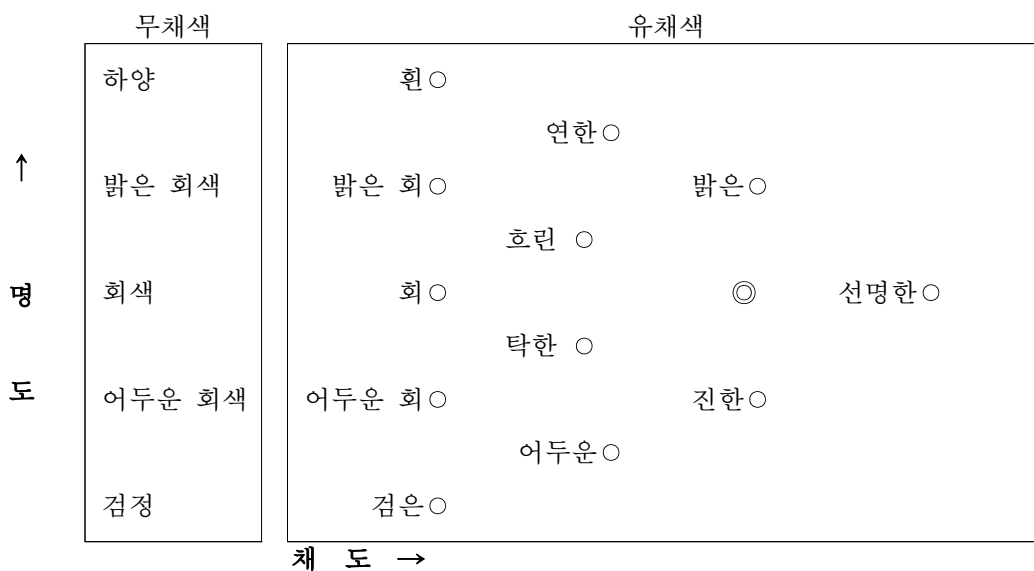 무채색 유채색
하양 흰○
연한○
↑ 밝은 회색 밝은 회○ 밝은○
흐린 ○
명 회색 회○ ◎ 선명한○
탁한 ○
도 어두운 회색 어두운 회○ 진한○
어두운○
검정 검은○
채 도 →